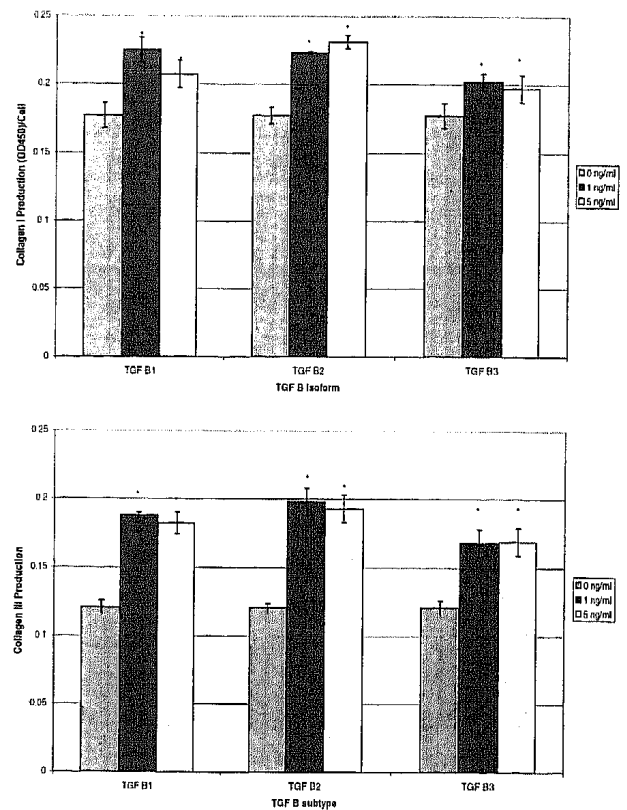 0.25
0.2
0.15
0.1
0.05
0
Collagen I Production (OD450)/Cell
TGF B1
TGF B2
TGF B3
TGF B Isoform
0 ng/ml
1 ng/ml
5 ng/ml
0.25
0.2
0.15
0.1
0.05
0
Collagen III Production
TGF B1
TGF B2
TGF B3
TGF B subtype
0 ng/ml
1 ng/ml
5 ng/ml